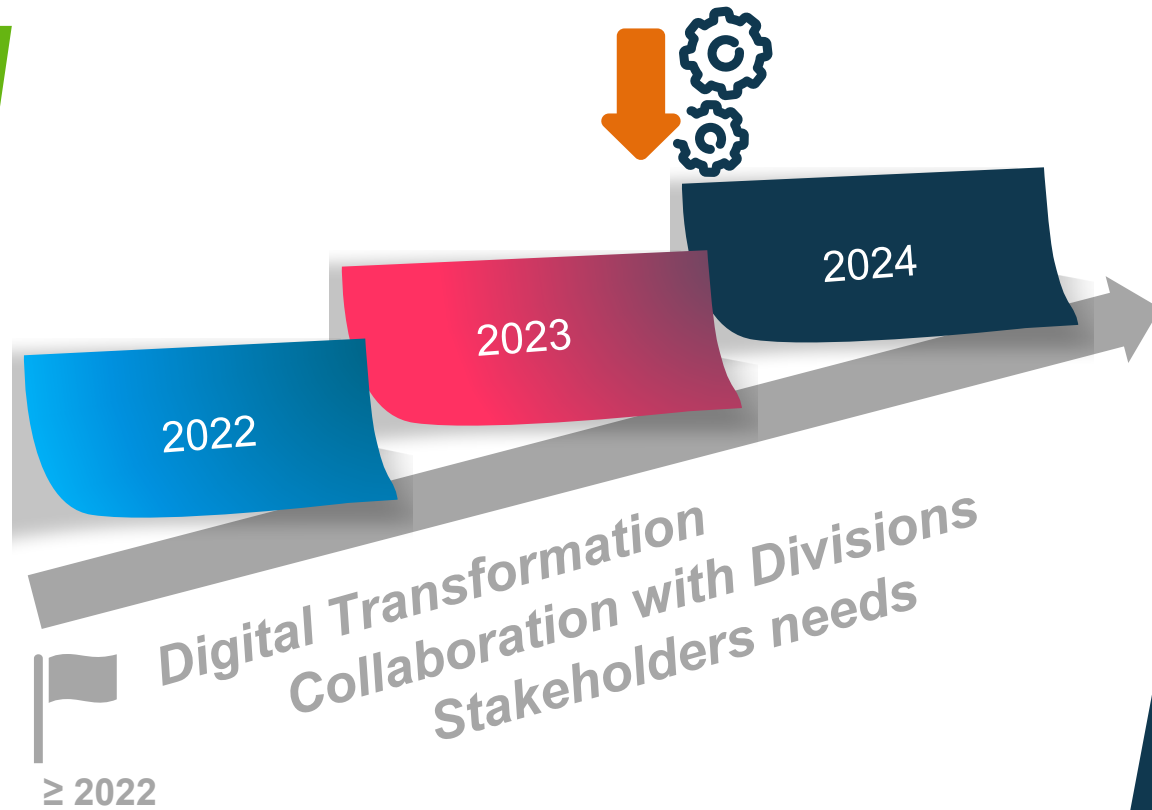 2024
2023
2022
Digital Transformation
Collaboration with Divisions
Stakeholders needs
≥ 2022